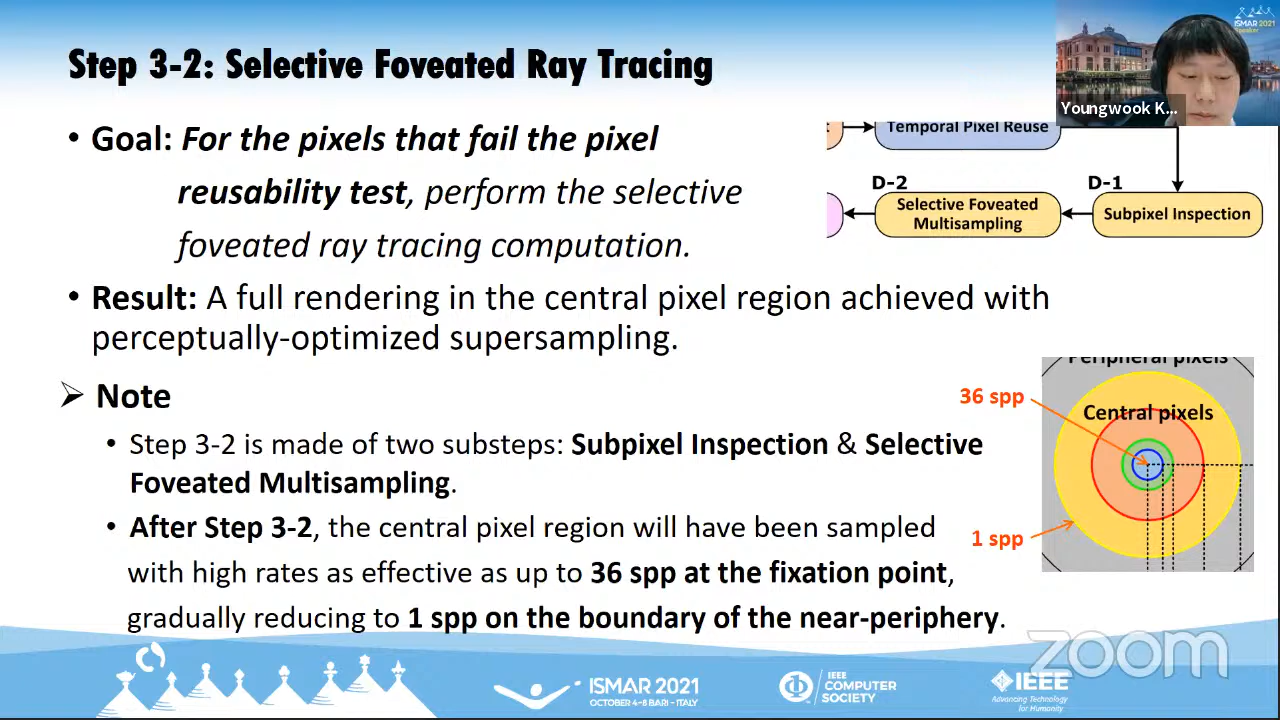 Step 3-2: Selective Foveated Ray Tracing
ISMAR 2021
Speaker
Youngwook K...
• Goal: For the pixels that fail the pixel
reusability test, perform the selective
foveated ray tracing computation.
Temporal Pixel Reuse
D-2
D-1
Selective Foveated
Multisampling
Subpixel Inspection
• Result: A full rendering in the central pixel region achieved with
perceptually-optimized supersampling.
➢ Note
• Step 3-2 is made of two substeps: Subpixel Inspection & Selective
Foveated Multisampling.
• After Step 3-2, the central pixel region will have been sampled
with high rates as effective as up to 36 spp at the fixation point,
gradually reducing to 1 spp on the boundary of the near-periphery.
Peripheral pixels
36 spp
Central pixels
1 spp
zoom
ISMAR 2021
OCTOBER 4-8 BARI - ITALY
IEEE
COMPUTER
SOCIETY
IEEE
Advancing Technology
for Humanity